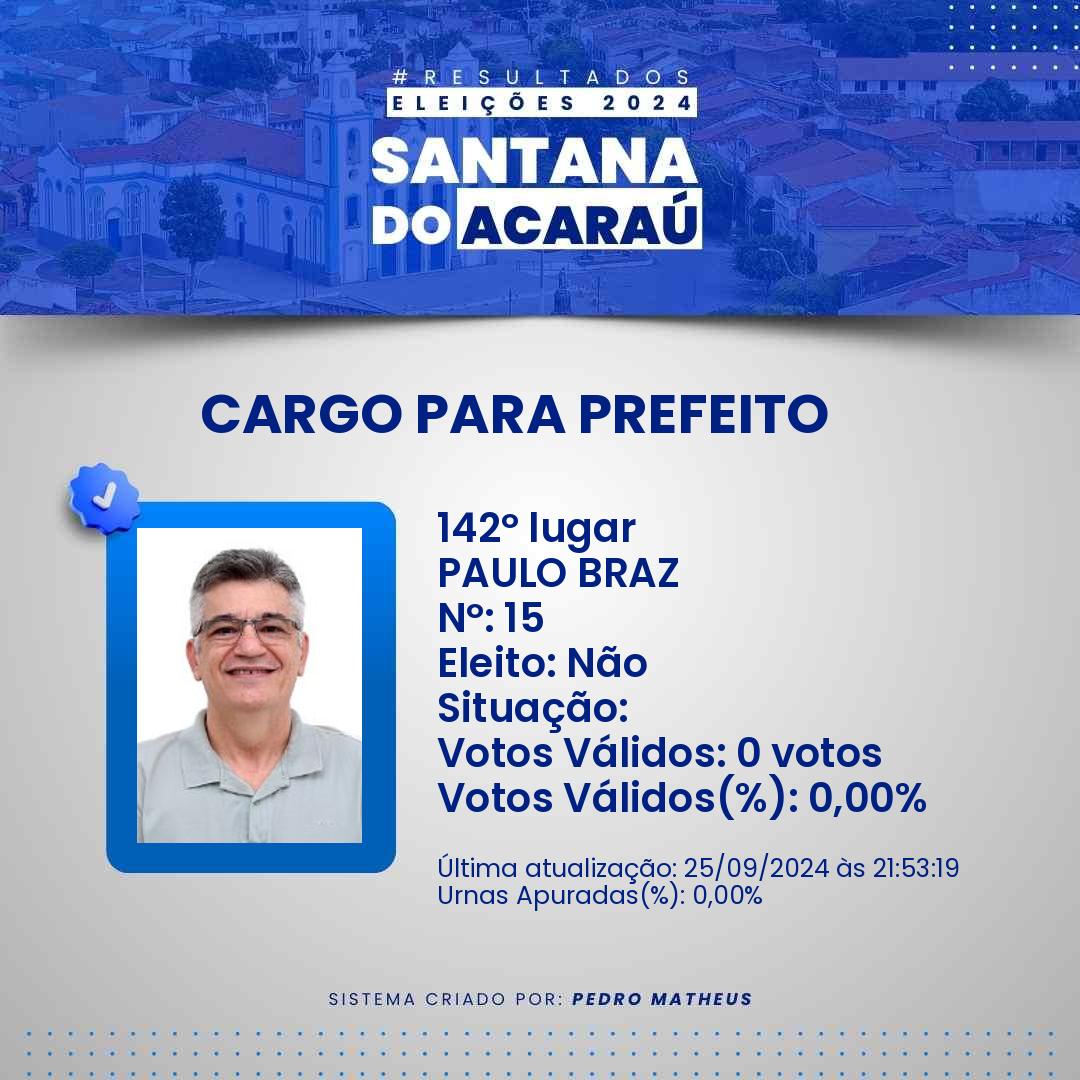 #RESULTADOS
ELEIÇÕES 2024
SANTANA
DO ACARAÚ
CARGO PARA PREFEITO
142º lugar
PAULO BRAZ
Nº: 15
Eleito: Não
Situação:
Votos Válidos: 0 votos
Votos Válidos(%): 0,00%
Última atualização: 25/09/2024 às 21:53:19
Urnas Apuradas(%): 0,00%
SISTEMA CRIADO POR: PEDRO MATHEUS